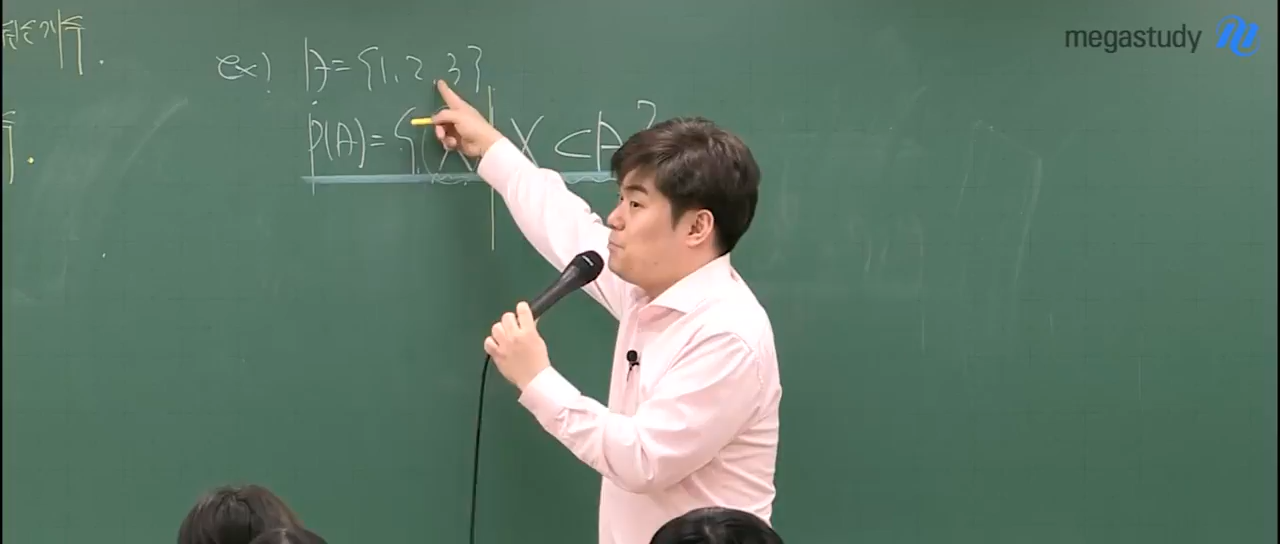 megastudy
ex) A = {1, 2, 3}
P(A) = {X | X ⊂ A}